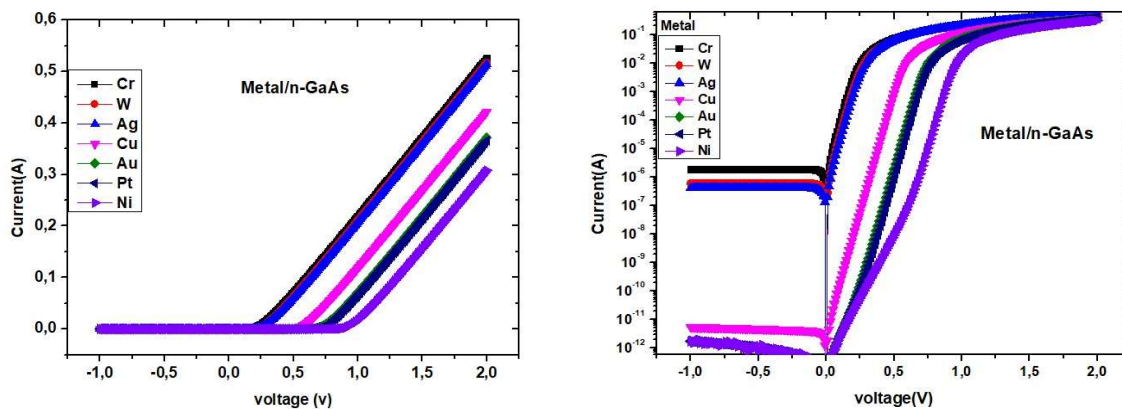 0,6
0,5
0,4
0,3
0,2
0,1
0,0
Current(A)
Cr
W
Ag
Cu
Au
Pt
Ni
Metal/n-GaAs
-1,0
-0,5
0,0
0,5
1,0
1,5
2,0
voltage (v)
10-1
10-2
10-3
10-4
10-5
10-6
10-7
10-8
10-9
10-10
10-11
10-12
Current(A)
Metal
Cr
W
Ag
Cu
Au
Pt
Ni
Metal/n-GaAs
-1,0
-0,5
0,0
0,5
1,0
1,5
2,0
voltage(V)